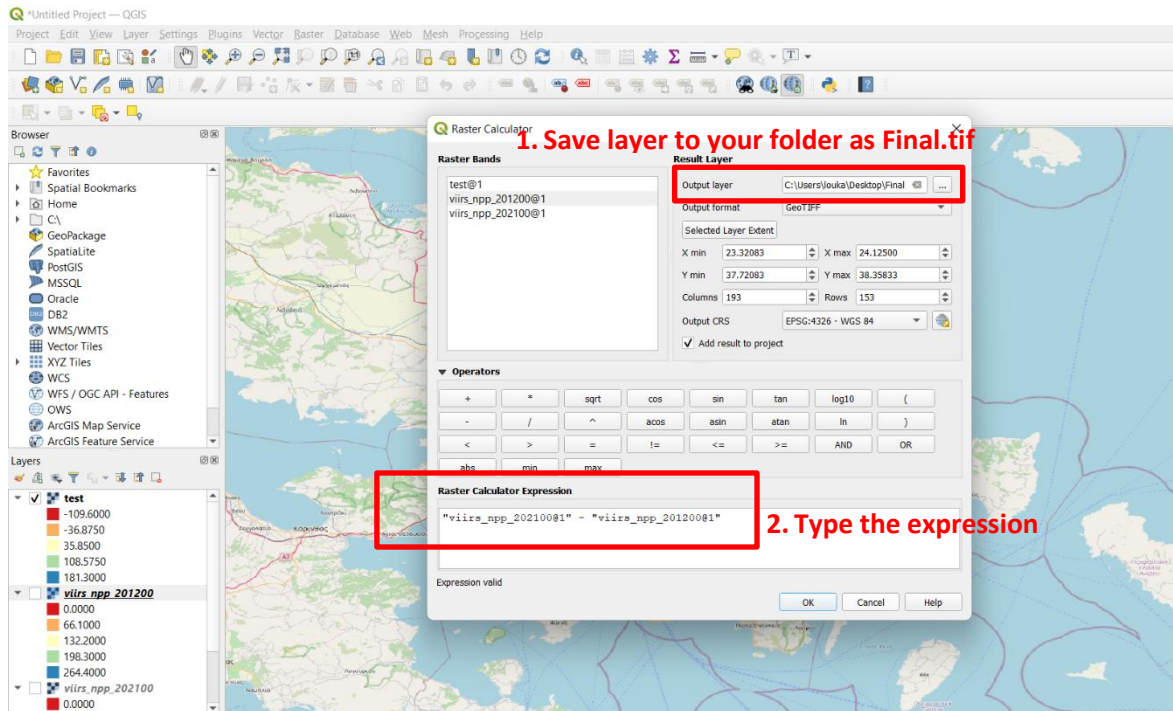 *Untitled Project — QGIS
Project Edit View Layer Settings Plugins Vector Raster Database Web Mesh Processing Help
Browser
Favorites
Spatial Bookmarks
Home
C:\
GeoPackage
SpatiaLite
PostGIS
MSSQL
Oracle
DB2
WMS/WMTS
Vector Tiles
XYZ Tiles
WCS
WFS / OGC API - Features
OWS
ArcGIS Map Service
ArcGIS Feature Service
Layers
test
-109.6000
-36.8750
35.8500
108.5750
181.3000
viirs_npp_201200
0.0000
66.1000
132.2000
198.3000
264.4000
viirs_npp_202100
0.0000
Raster Calculator
1. Save layer to your folder as Final.tif
Raster Bands
test@1
viirs_npp_201200@1
viirs_npp_202100@1
Result Layer
Output layer C:\Users\louka\Desktop\Final ...
Output format GeoTIFF
Selected Layer Extent
X min 23.32083 X max 24.12500
Y min 37.72083 Y max 38.35833
Columns 193 Rows 153
Output CRS EPSG:4326 - WGS 84
Add result to project
Operators
+ * sqrt cos sin tan log10 (
- / ^ acos asin atan ln )
< > = != <= >= AND OR
abs min max
Raster Calculator Expression
"viirs_npp_202100@1" - "viirs_npp_201200@1"
2. Type the expression
Expression valid
OK Cancel Help